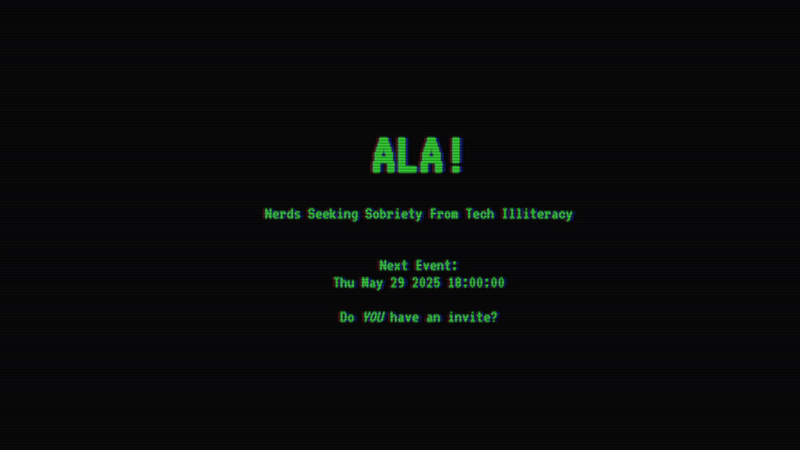 ALA!
Nerds Seeking Sobriety From Tech Illiteracy
Next Event:
Thu May 29 2025 18:00:00
Do YOU have an invite?